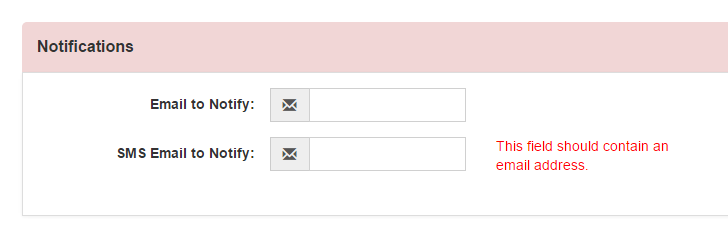 Notifications
Email to Notify:
SMS Email to Notify:
This field should contain an
email address.